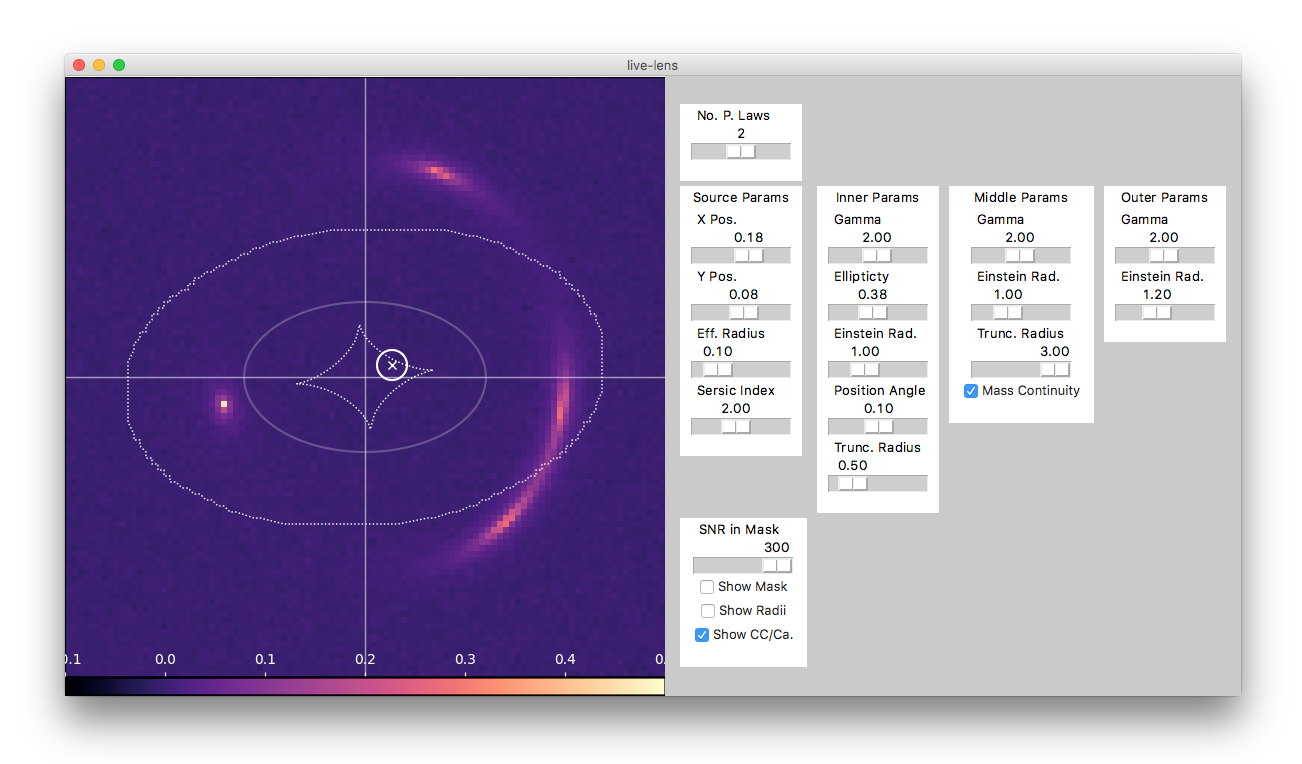 live-lens
No. P. Laws
2
Source Params
X Pos.
0.18
Y Pos.
0.08
Eff. Radius
0.10
Sersic Index
2.00
Inner Params
Gamma
2.00
Ellipticty
0.38
Einstein Rad.
1.00
Position Angle
0.10
Trunc. Radius
0.50
Middle Params
Gamma
2.00
Einstein Rad.
1.00
Trunc. Radius
3.00
Mass Continuity
Outer Params
Gamma
2.00
Einstein Rad.
1.20
SNR in Mask
300
Show Mask
Show Radii
Show CC/Ca.
0.1 0.0 0.1 0.2 0.3 0.4 0.